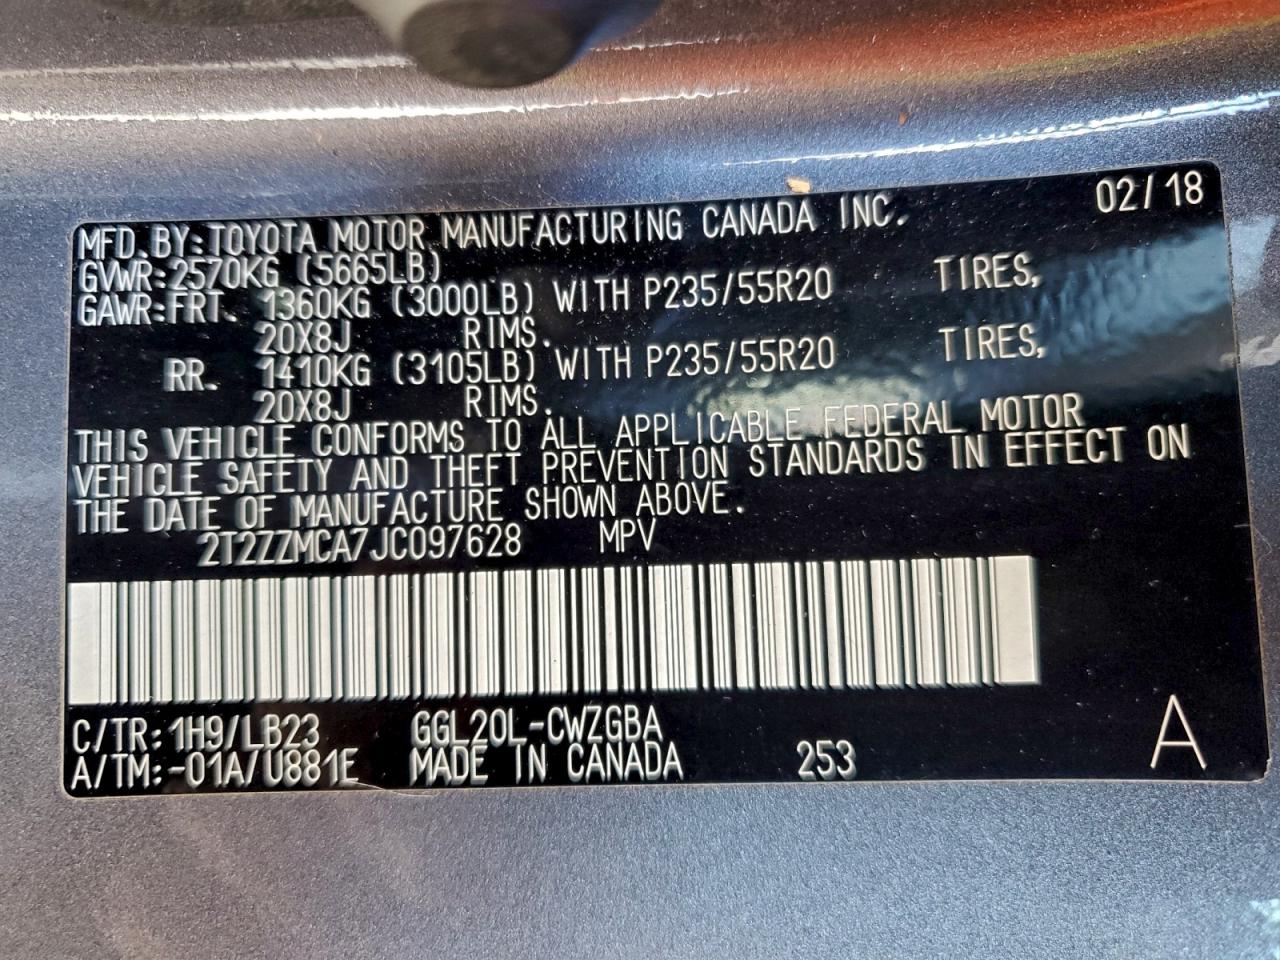 MFD. BY: TOYOTA MOTOR MANUFACTURING CANADA INC. 02/18
GVWR: 2570KG (5665LB)
GAWR: FRT. 1360KG (3000LB) WITH P235/55R20 TIRES,
20X8J RIMS.
RR. 1410KG (3105LB) WITH P235/55R20 TIRES,
20X8J RIMS.
THIS VEHICLE CONFORMS TO ALL APPLICABLE FEDERAL MOTOR
VEHICLE SAFETY AND THEFT PREVENTION STANDARDS IN EFFECT ON
THE DATE OF MANUFACTURE SHOWN ABOVE.
2T2ZZMCA7JC097628 MPV
C/TR: 1H9/LB23 GGL20L-CWZGBA
A/TM: -01A/U881E MADE IN CANADA 253 A